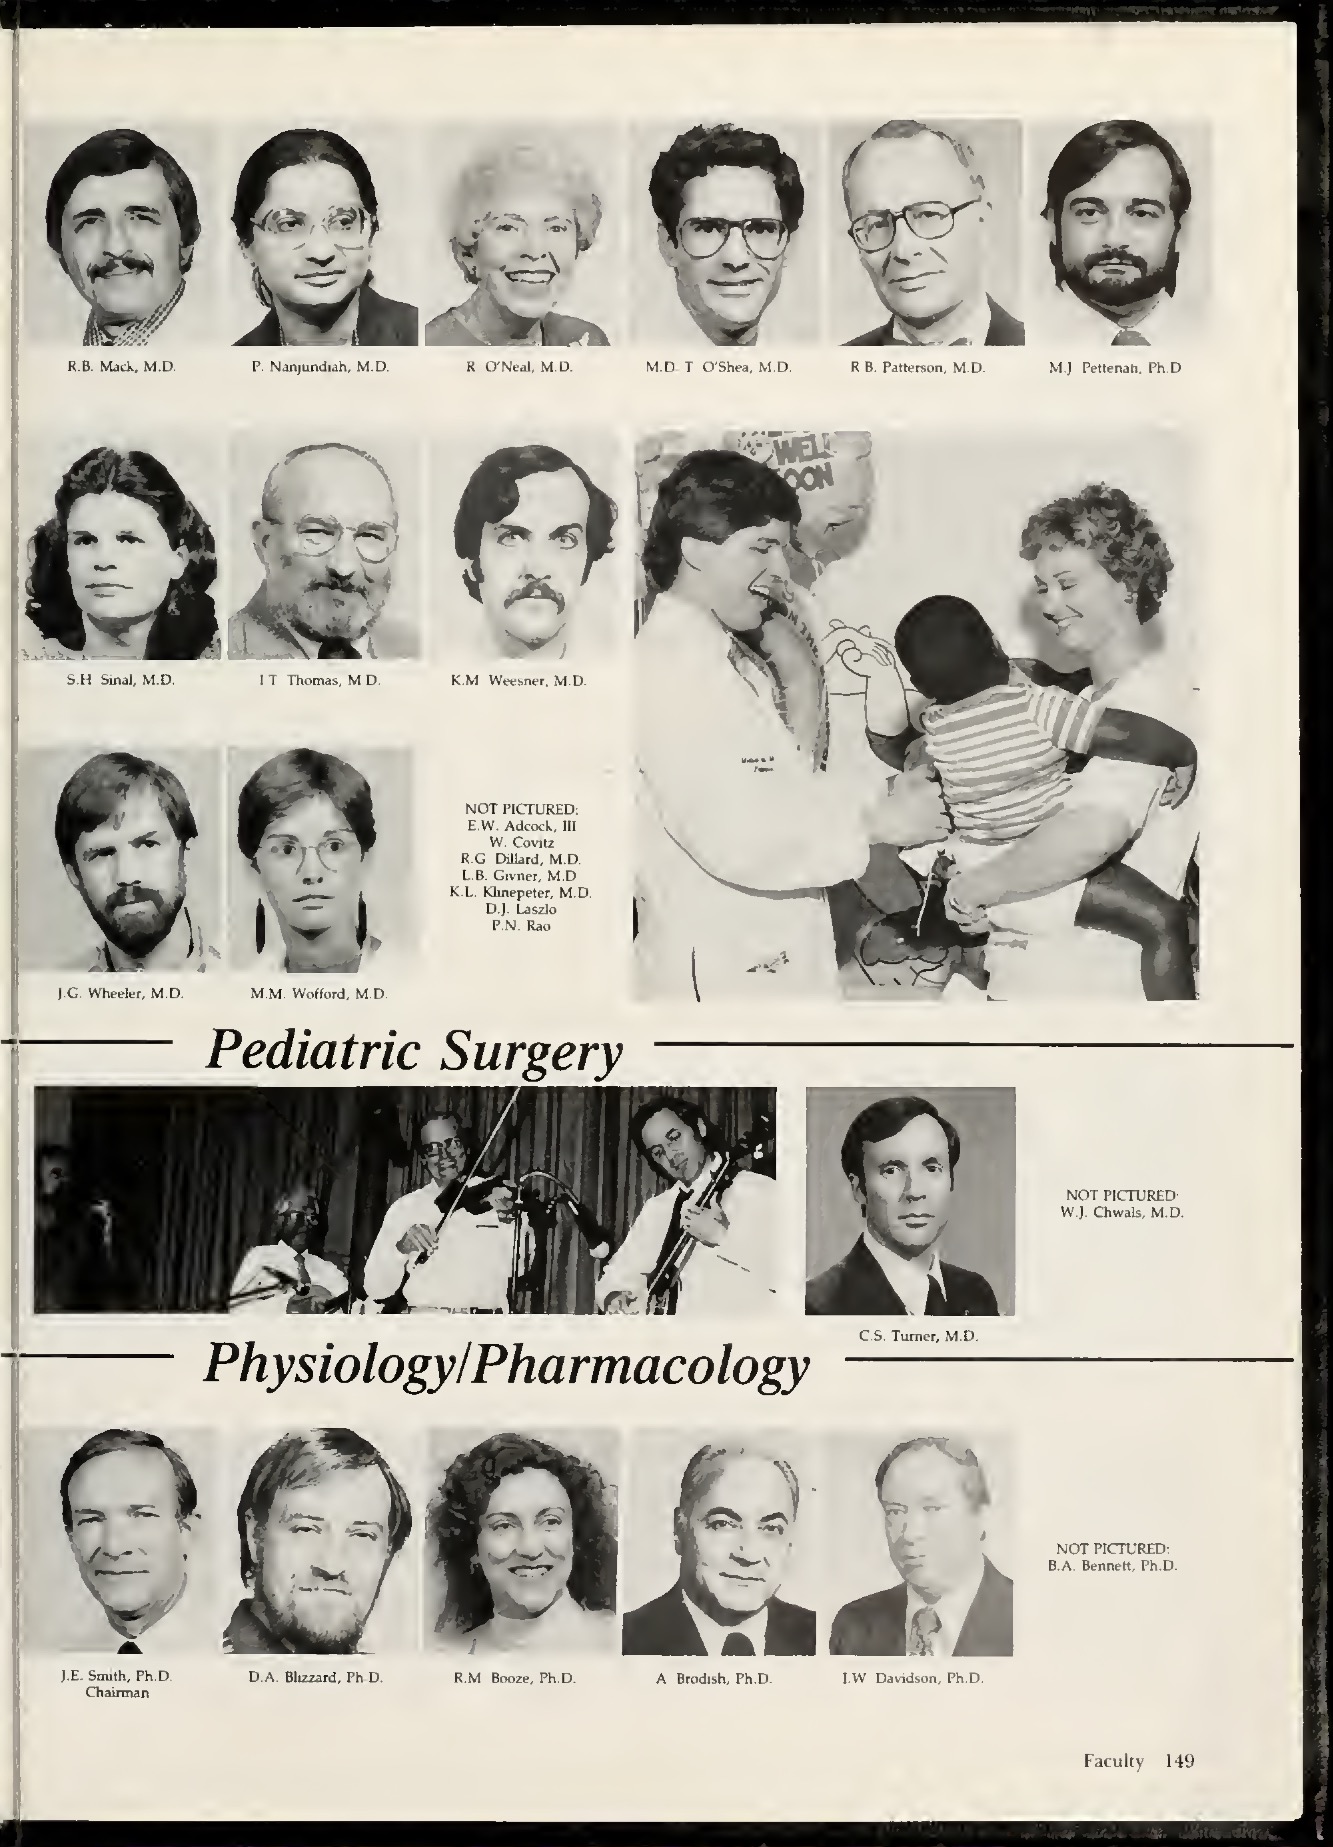 R.B. Mack, M.D.
P. Nanjundiah, M.D.
R O'Neal, M.D.
M.D. T O'Shea, M.D.
R B. Patterson, M.D.
M.J Pettenati, Ph.D
WELL
SOON
S.H Sinal, M.D.
I T Thomas, M D.
K.M Weesner, M.D.
NOT PICTURED:
E.W. Adcock, III
W. Covitz
R.G Dillard, M.D.
L.B. Givner, M.D
K.L. Klinepeter, M.D.
D.J. Laszlo
P.N. Rao
J.G. Wheeler, M.D.
M.M. Wofford, M.D.
Pediatric Surgery
NOT PICTURED:
W.J. Chwals, M.D.
C.S. Turner, M.D.
Physiology/Pharmacology
NOT PICTURED:
B.A. Bennett, Ph.D.
J.E. Smith, Ph.D.
Chairman
D.A. Blizzard, Ph.D.
R.M Booze, Ph.D.
A Brodish, Ph.D.
J.W Davidson, Ph.D.
Faculty 149